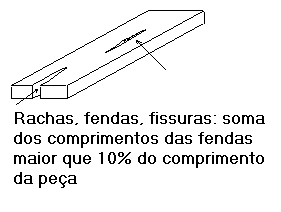 Rachas, fendas, fissuras: soma
dos comprimentos das fendas
maior que 10% do comprimento
da peça